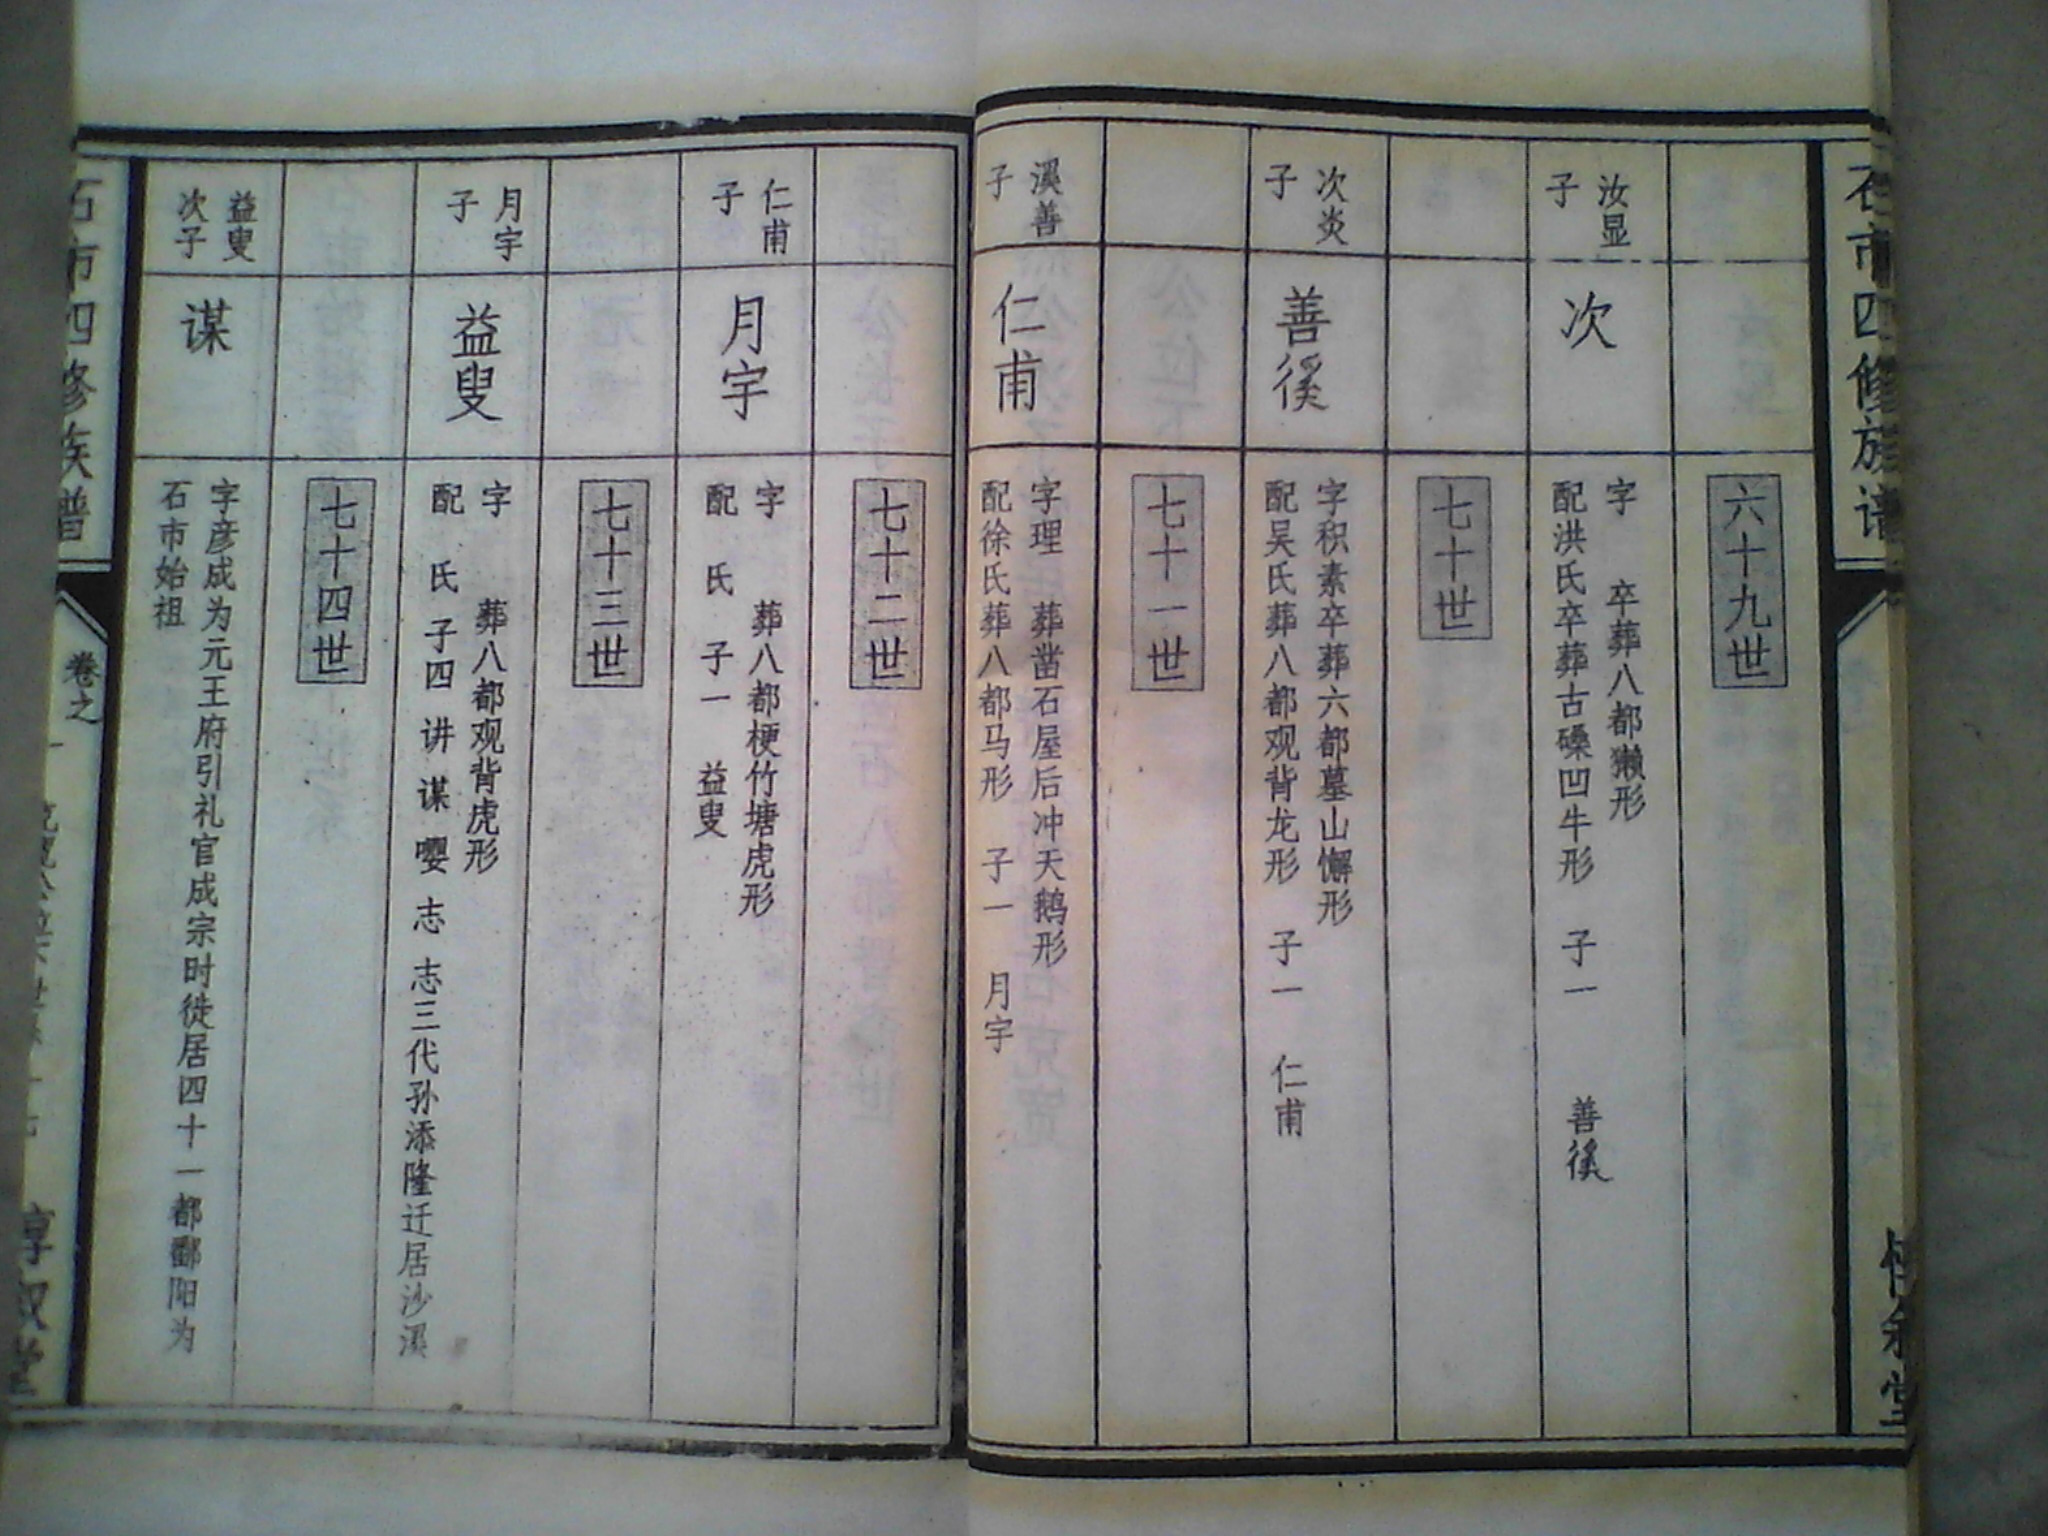 石市四修族谱
六十九世
汝显
子
次
字 卒葬八都獭形
配洪氏卒葬古磉凹牛形 子一 善徯
七十世
次炎
子
善徯
字积素卒葬六都墓山懈形
配吴氏葬八都观背龙形 子一 仁甫
七十一世
溪善
子
仁甫
字理 葬凿石屋后冲天鹅形
配徐氏葬八都马形 子一 月宇
七十二世
仁甫
子
月宇
字 葬八都梗竹塘虎形
配 氏 子一 益叟
七十三世
月宇
子
益叟
字 葬八都观背虎形
配 氏 子四 讲 谋 嘤 志 志三代孙添隆迁居沙溪
七十四世
益叟
次子
谋
字彦成为元王府引礼官成宗时徙居四十一都鄱阳为
石市始祖
石市四修族谱
卷之一